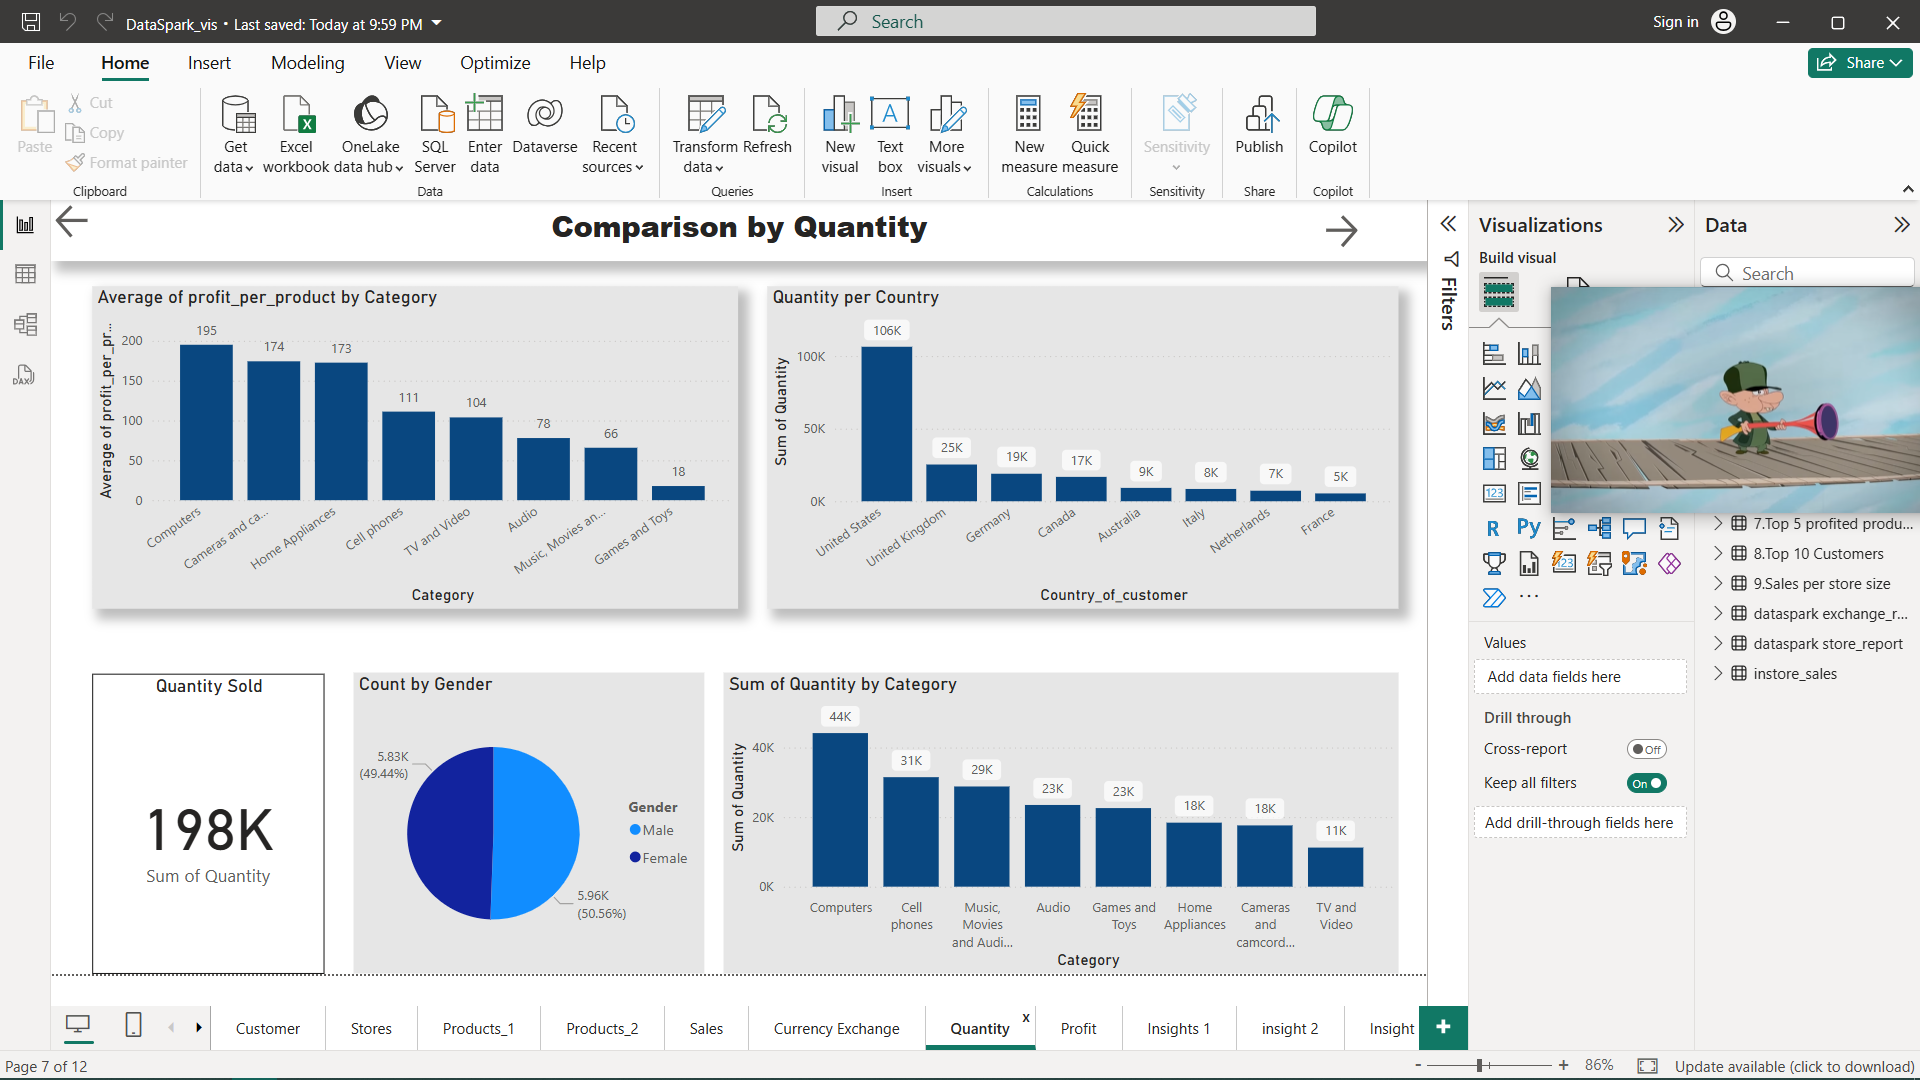 DataSpark_vis • Last saved: Today at 9:59 PM
Search
Sign in
File
Home
Insert
Modeling
View
Optimize
Help
Share
Paste
Cut
Copy
Format painter
Clipboard
Get
data
Excel
workbook
OneLake
data hub
SQL
Server
Enter
data
Dataverse
Recent
sources
Data
Transform
data
Refresh
Queries
New
visual
Text
box
More
visuals
Insert
New
measure
Quick
measure
Calculations
Sensitivity
Sensitivity
Publish
Share
Copilot
Copilot
Comparison by Quantity
Average of profit_per_product by Category
Average of profit_per_pr...
200
150
100
50
0
195
174
173
111
104
78
66
18
Computers
Cameras and ca...
Home Appliances
Cell phones
TV and Video
Audio
Music, Movies an...
Games and Toys
Category
Quantity per Country
Sum of Quantity
100K
50K
0K
106K
25K
19K
17K
9K
8K
7K
5K
United States
United Kingdom
Germany
Canada
Australia
Italy
Netherlands
France
Country_of_customer
Quantity Sold
198K
Sum of Quantity
Count by Gender
5.83K
(49.44%)
5.96K
(50.56%)
Gender
Male
Female
Sum of Quantity by Category
Sum of Quantity
40K
20K
0K
44K
31K
29K
23K
23K
18K
18K
11K
Computers
Cell
phones
Music,
Movies
and Audi...
Audio
Games and
Toys
Home
Appliances
Cameras
and
camcord...
TV and
Video
Category
Filters
Visualizations
Build visual
123
R
Py
123
Values
Add data fields here
Drill through
Cross-report
Off
Keep all filters
On
Add drill-through fields here
Data
Search
7.Top 5 profited produ...
8.Top 10 Customers
9.Sales per store size
dataspark exchange_r...
dataspark store_report
instore_sales
DAX
Customer
Stores
Products_1
Products_2
Sales
Currency Exchange
Quantity
x
Profit
Insights 1
insight 2
Insight
Page 7 of 12
- + 86%
Update available (click to download)